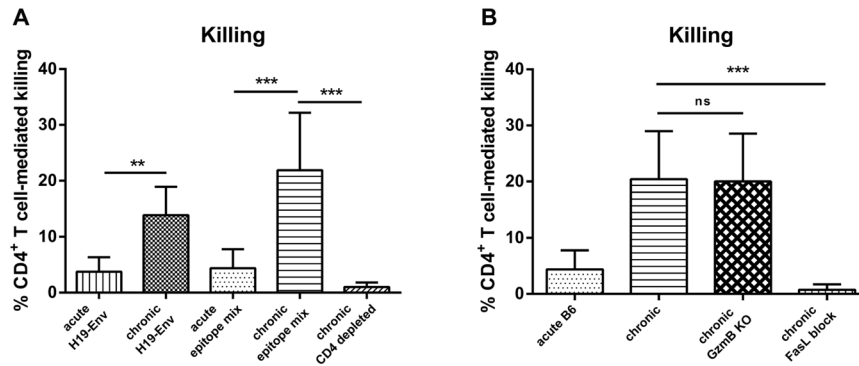 A
Killing
% CD4⁺ T cell-mediated killing
40
30
20
10
0
**
***
***
acute
H19-Env
chronic
H19-Env
acute
epitope mix
chronic
epitope mix
chronic
CD4 depleted
B
Killing
% CD4⁺ T cell-mediated killing
40
30
20
10
0
***
ns
acute B6
chronic
chronic
GzmB KO
chronic
FasL block